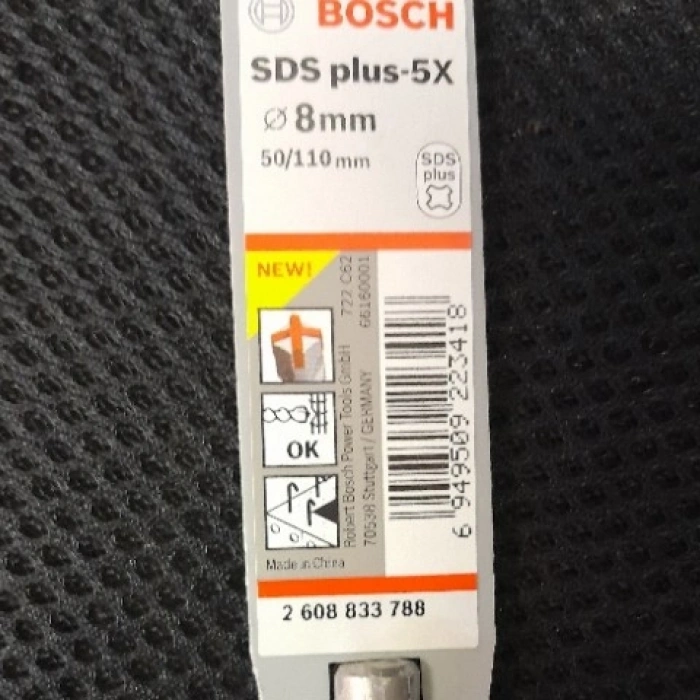 BOSCH
SDS plus-5X
Ø 8mm
50/110 mm
SDS
plus
NEW!
727 C62
66160001
OK
Robert Bosch Power Tools GmbH
70538 Stuttgart / GERMANY
6 949509 223418
Made in China
2 608 833 788